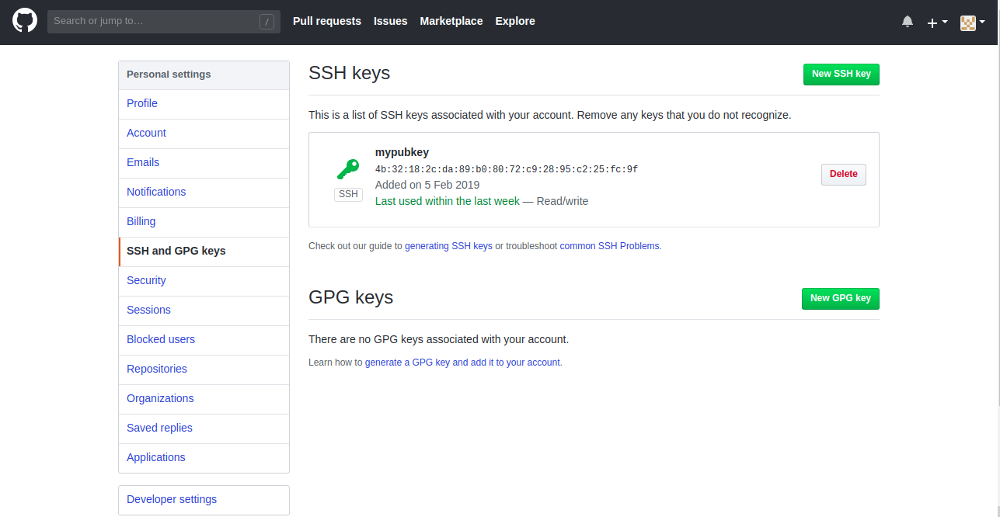 Search or jump to…
/
Pull requests
Issues
Marketplace
Explore
Personal settings
Profile
Account
Emails
Notifications
Billing
SSH and GPG keys
Security
Sessions
Blocked users
Repositories
Organizations
Saved replies
Applications
Developer settings
SSH keys
New SSH key
This is a list of SSH keys associated with your account. Remove any keys that you do not recognize.
SSH
mypubkey
4b:32:18:2c:da:89:b0:80:72:c9:28:95:c2:25:fc:9f
Added on 5 Feb 2019
Last used within the last week — Read/write
Delete
Check out our guide to generating SSH keys or troubleshoot common SSH Problems.
GPG keys
New GPG key
There are no GPG keys associated with your account.
Learn how to generate a GPG key and add it to your account.